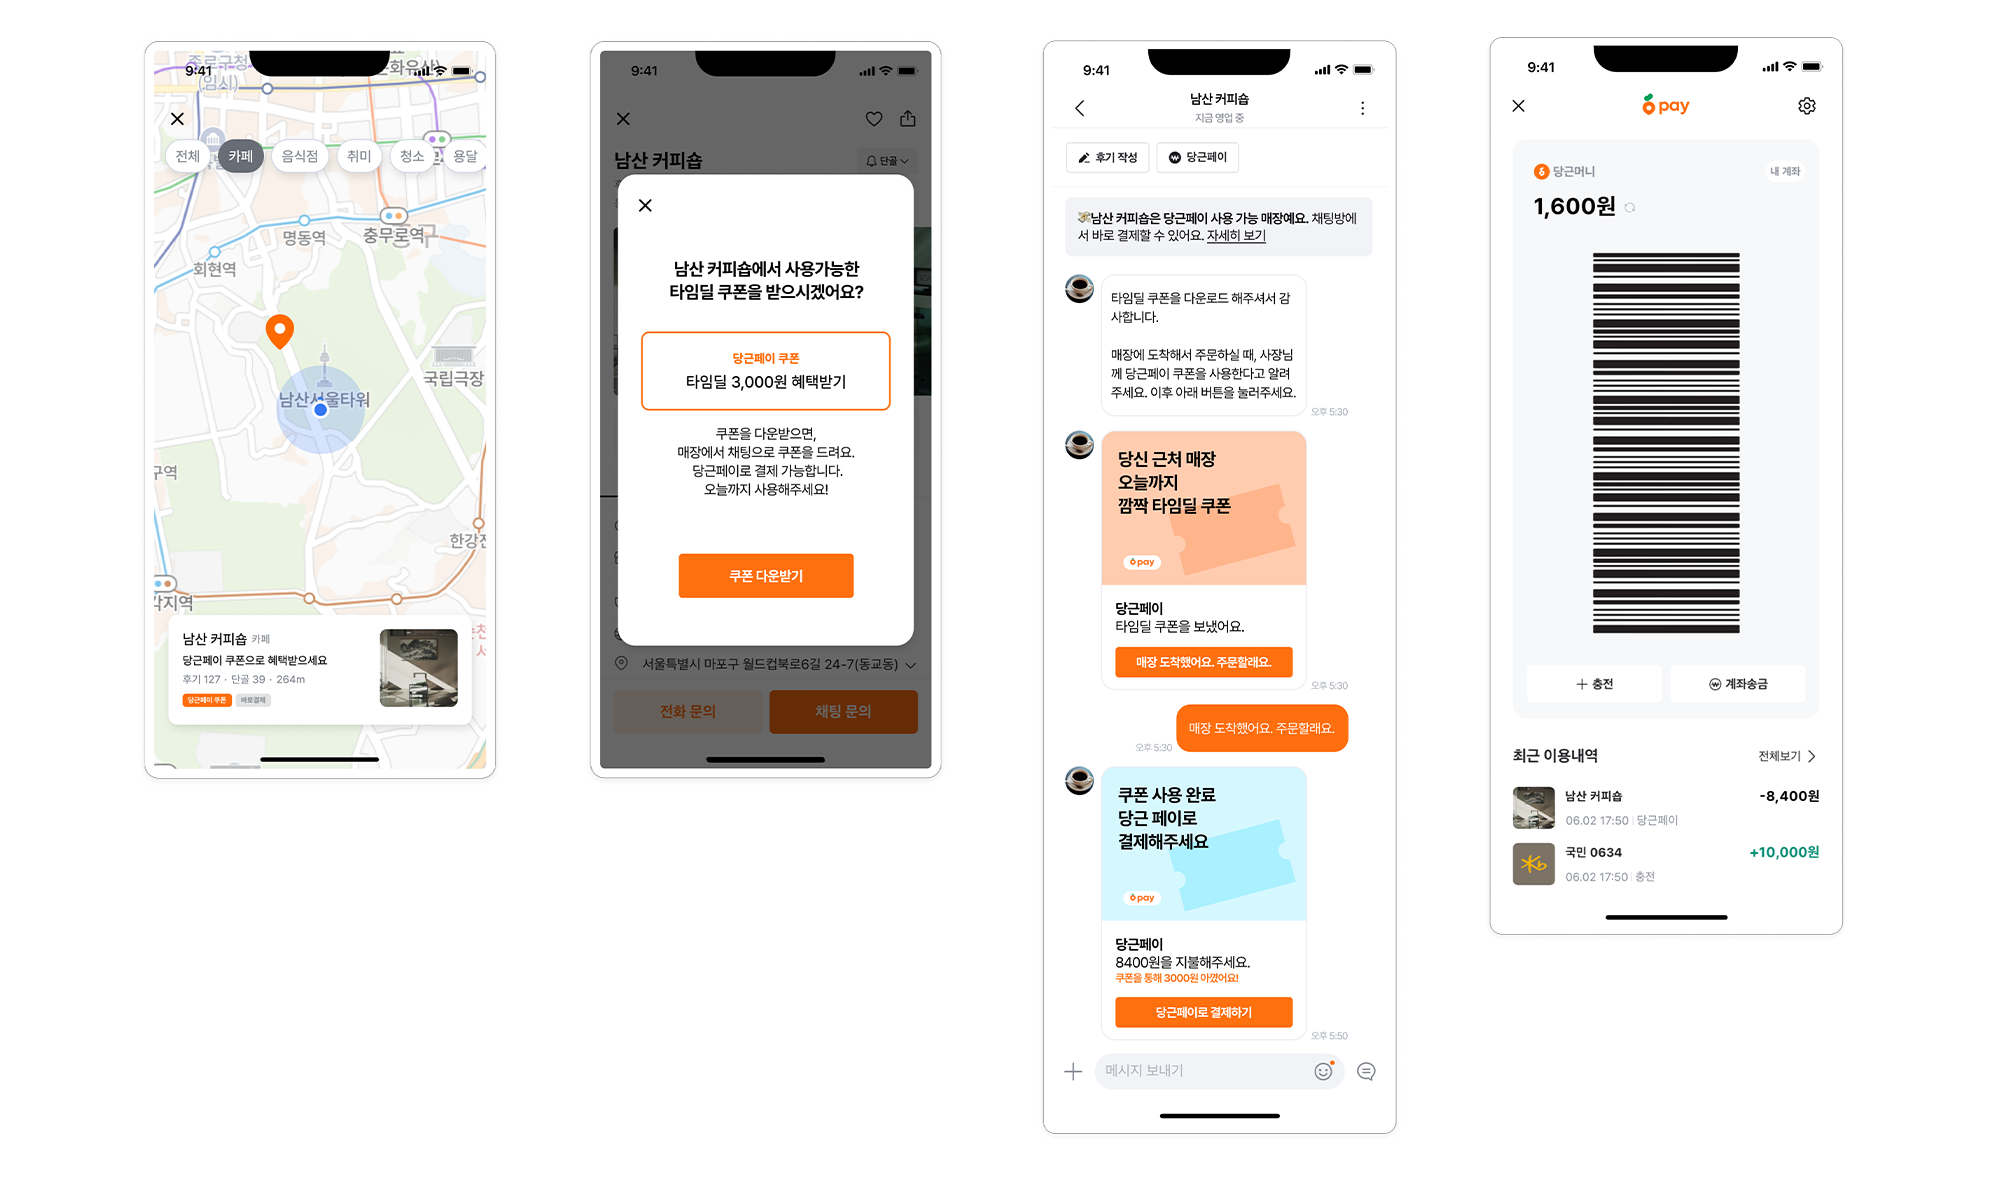 9:41
종로구청
(임시)
문화유산
전체
카페
음식점
취미
청소
용달
명동역
충무로역
회현역
국립극장
남산서울타워
구역
한강진
각지역
남산 커피숍 카페
당근페이 쿠폰으로 혜택받으세요
후기 127 · 단골 39 · 264m
당근페이 쿠폰
바로결제
9:41
남산 커피숍
단골
남산 커피숍에서 사용가능한
타임딜 쿠폰을 받으시겠어요?
당근페이 쿠폰
타임딜 3,000원 혜택받기
쿠폰을 다운받으면,
매장에서 채팅으로 쿠폰을 드려요.
당근페이로 결제 가능합니다.
오늘까지 사용해주세요!
쿠폰 다운받기
서울특별시 마포구 월드컵북로6길 24-7(동교동)
전화 문의
채팅 문의
9:41
남산 커피숍
지금 영업 중
후기 작성
당근페이
남산 커피숍은 당근페이 사용 가능 매장예요. 채팅방에
서 바로 결제할 수 있어요. 자세히 보기
타임딜 쿠폰을 다운로드 해주셔서 감
사합니다.
매장에 도착해서 주문하실 때, 사장님
께 당근페이 쿠폰을 사용한다고 알려
주세요. 이후 아래 버튼을 눌러주세요.
오후 5:30
당신 근처 매장
오늘까지
깜짝 타임딜 쿠폰
pay
당근페이
타임딜 쿠폰을 보냈어요.
매장 도착했어요. 주문할래요.
오후 5:30
매장 도착했어요. 주문할래요.
오후 5:30
쿠폰 사용 완료
당근 페이로
결제해주세요
pay
당근페이
8400원을 지불해주세요.
쿠폰을 통해 3000원 아꼈어요!
당근페이로 결제하기
오후 5:50
메시지 보내기
9:41
pay
당근머니
내 계좌
1,600원
충전
계좌송금
최근 이용내역
전체보기
남산 커피숍
-8,400원
06.02 17:50 | 당근페이
국민 0634
+10,000원
06.02 17:50 | 충전